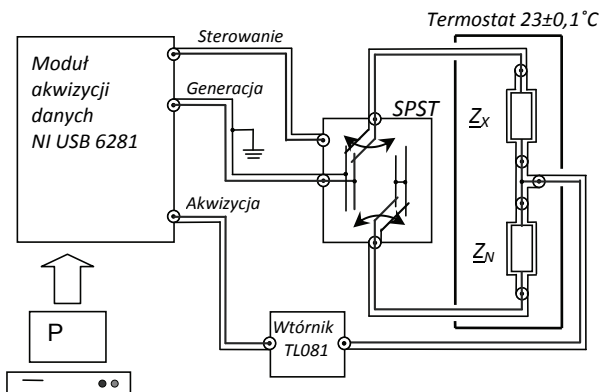 Termostat 23±0,1˚C
Sterowanie
Moduł
akwizycji
danych
NI USB 6281
Generacja
SPST
Z_X
Akwizycja
Z_N
P
Wtórnik
TL081